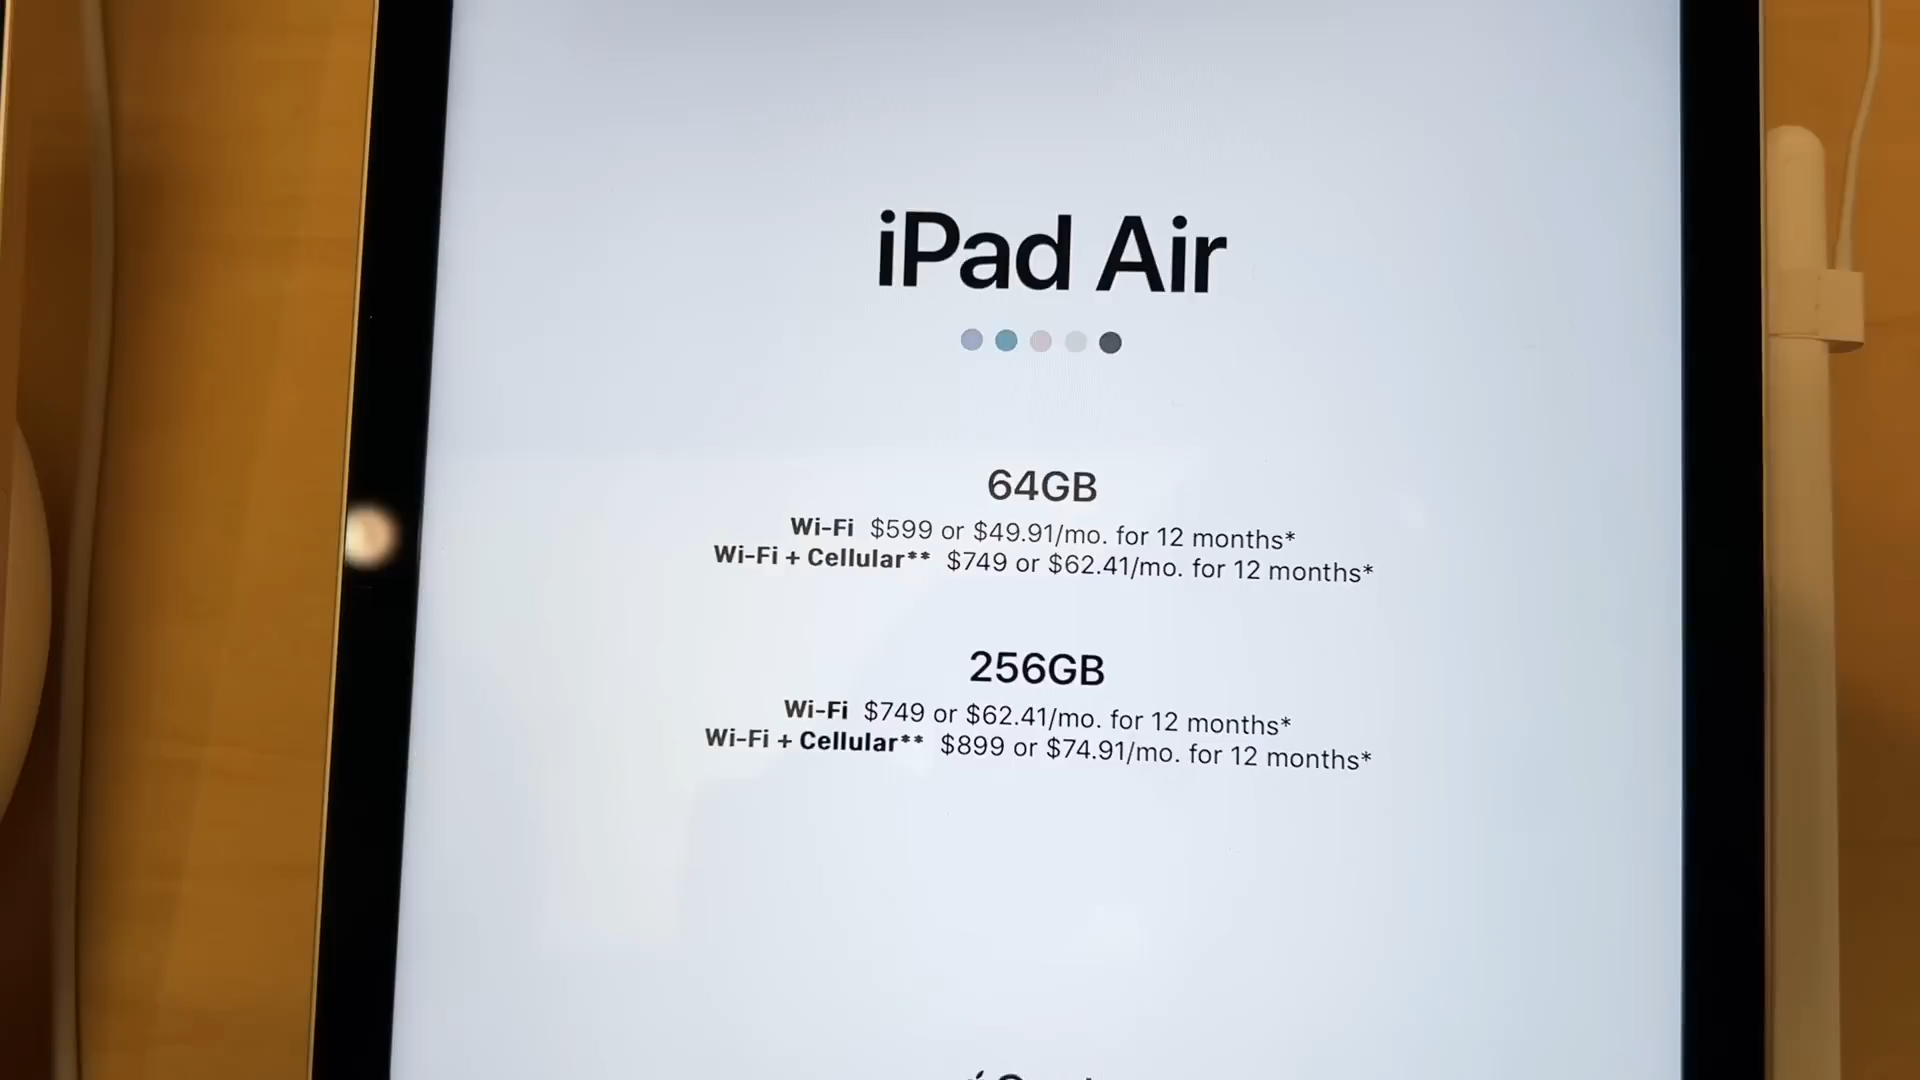 iPad Air
64GB
Wi-Fi $599 or $49.91/mo. for 12 months*
Wi-Fi + Cellular** $749 or $62.41/mo. for 12 months*
256GB
Wi-Fi $749 or $62.41/mo. for 12 months*
Wi-Fi + Cellular** $899 or $74.91/mo. for 12 months*